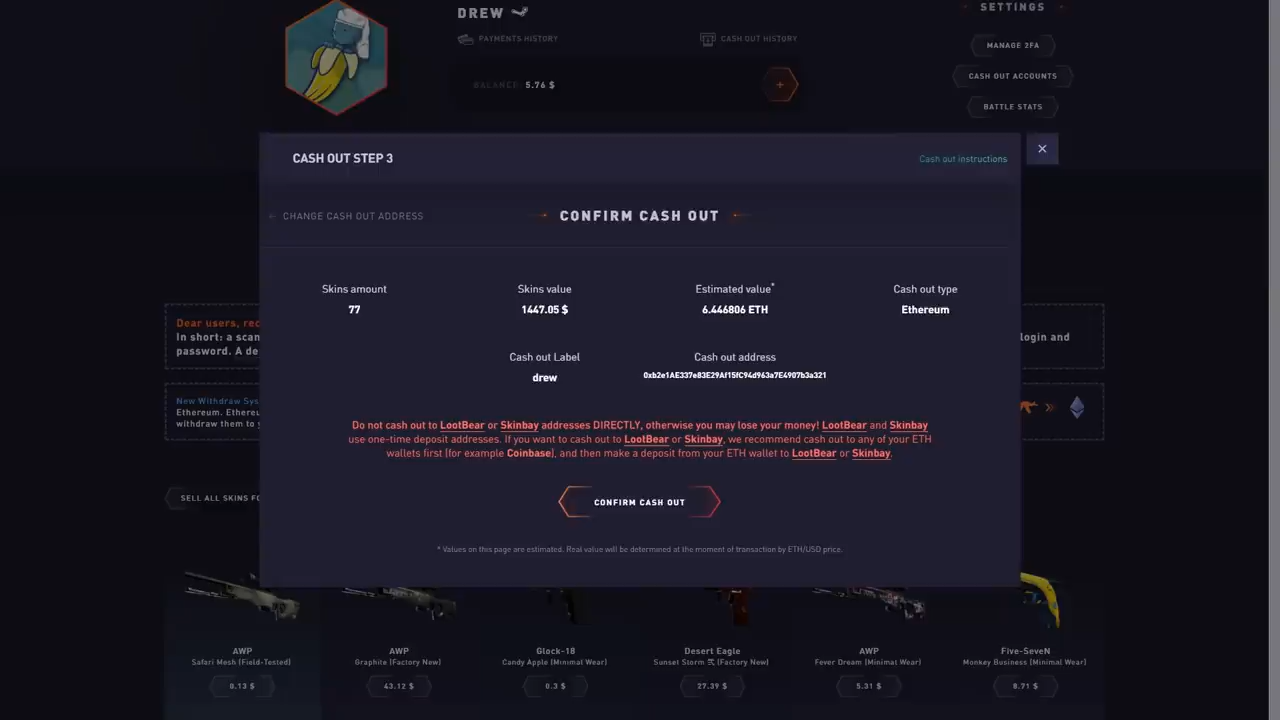 DREW
SETTINGS
PAYMENTS HISTORY
CASH OUT HISTORY
MANAGE 2FA
BALANCE 5.76 $
+
CASH OUT ACCOUNTS
BATTLE STATS
CASH OUT STEP 3
Cash out instructions
×
← CHANGE CASH OUT ADDRESS
CONFIRM CASH OUT
Skins amount
77
Skins value
1447.05 $
Estimated value*
6.446806 ETH
Cash out type
Ethereum
Cash out Label
drew
Cash out address
0xb2e1AE337e83E29Af15fC94d963a7E4907b3a321
Dear users, rec
In short: a scan
password. A de
login and
New Withdraw Sys
Ethereum. Ethereu
withdraw them to y
Do not cash out to LootBear or Skinbay addresses DIRECTLY, otherwise you may lose your money! LootBear and Skinbay
use one-time deposit addresses. If you want to cash out to LootBear or Skinbay, we recommend cash out to any of your ETH
wallets first (for example Coinbase), and then make a deposit from your ETH wallet to LootBear or Skinbay.
SELL ALL SKINS FO
CONFIRM CASH OUT
* Values on this page are estimated. Real value will be determined at the moment of transaction by ETH/USD price.
AWP
Safari Mesh (Field-Tested)
0.13 $
AWP
Graphite (Factory New)
43.12 $
Glock-18
Candy Apple (Minimal Wear)
0.3 $
Desert Eagle
Sunset Storm 弐 (Factory New)
27.39 $
AWP
Fever Dream (Minimal Wear)
5.31 $
Five-SeveN
Monkey Business (Minimal Wear)
8.71 $